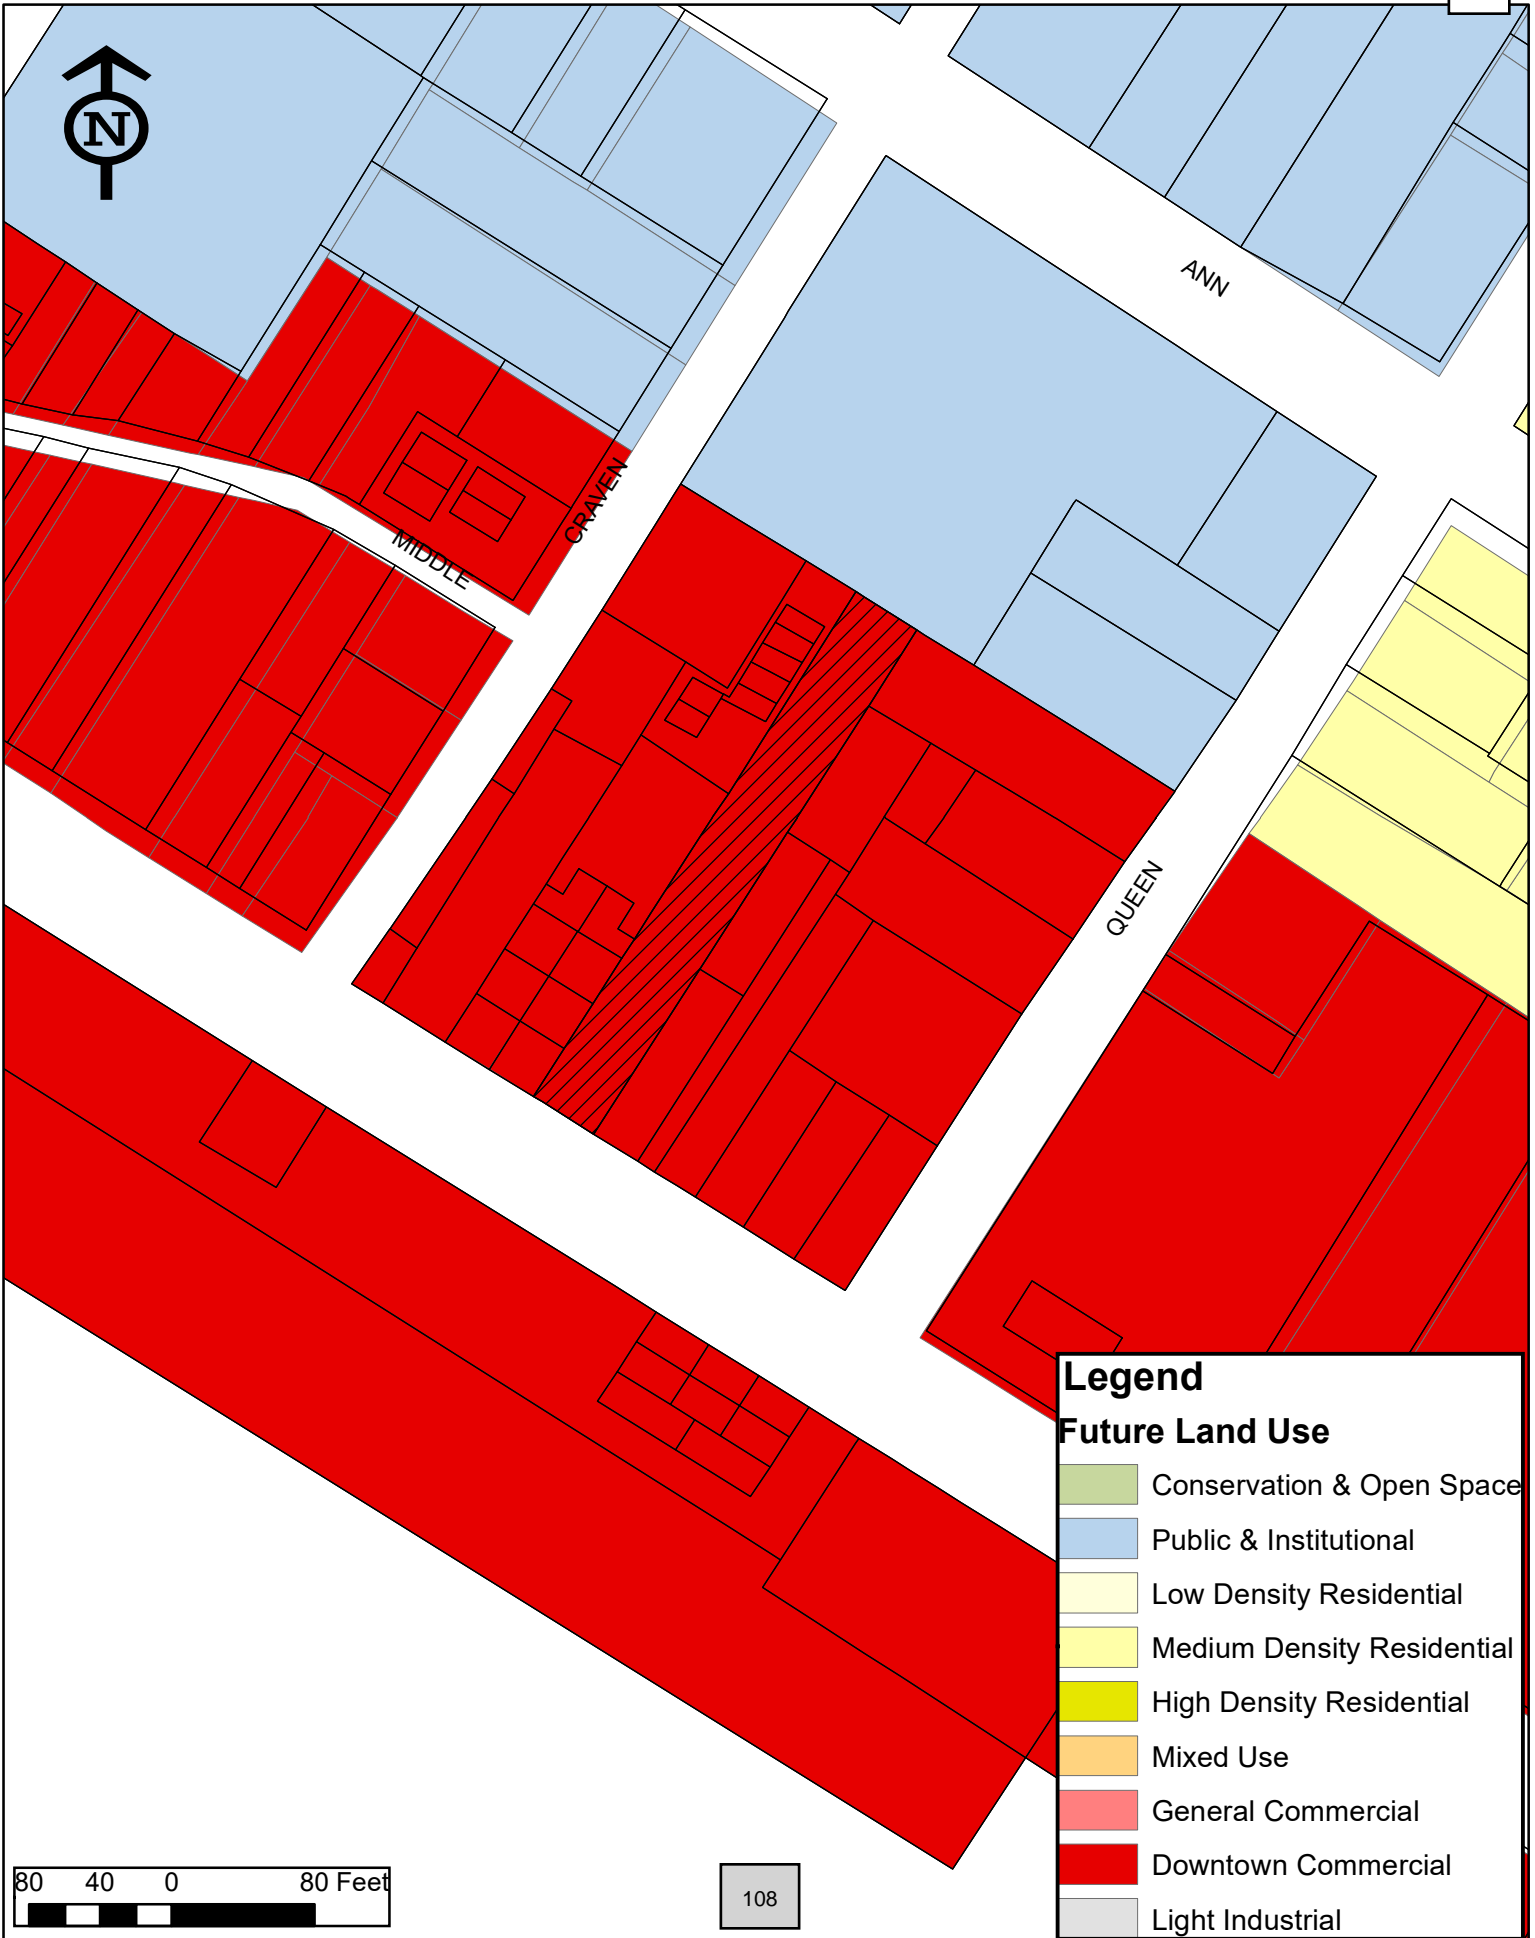 N
ANN
CRAVEN
MIDDLE
QUEEN
Legend
Future Land Use
Conservation & Open Space
Public & Institutional
Low Density Residential
Medium Density Residential
High Density Residential
Mixed Use
General Commercial
Downtown Commercial
Light Industrial
80 40 0 80 Feet
108